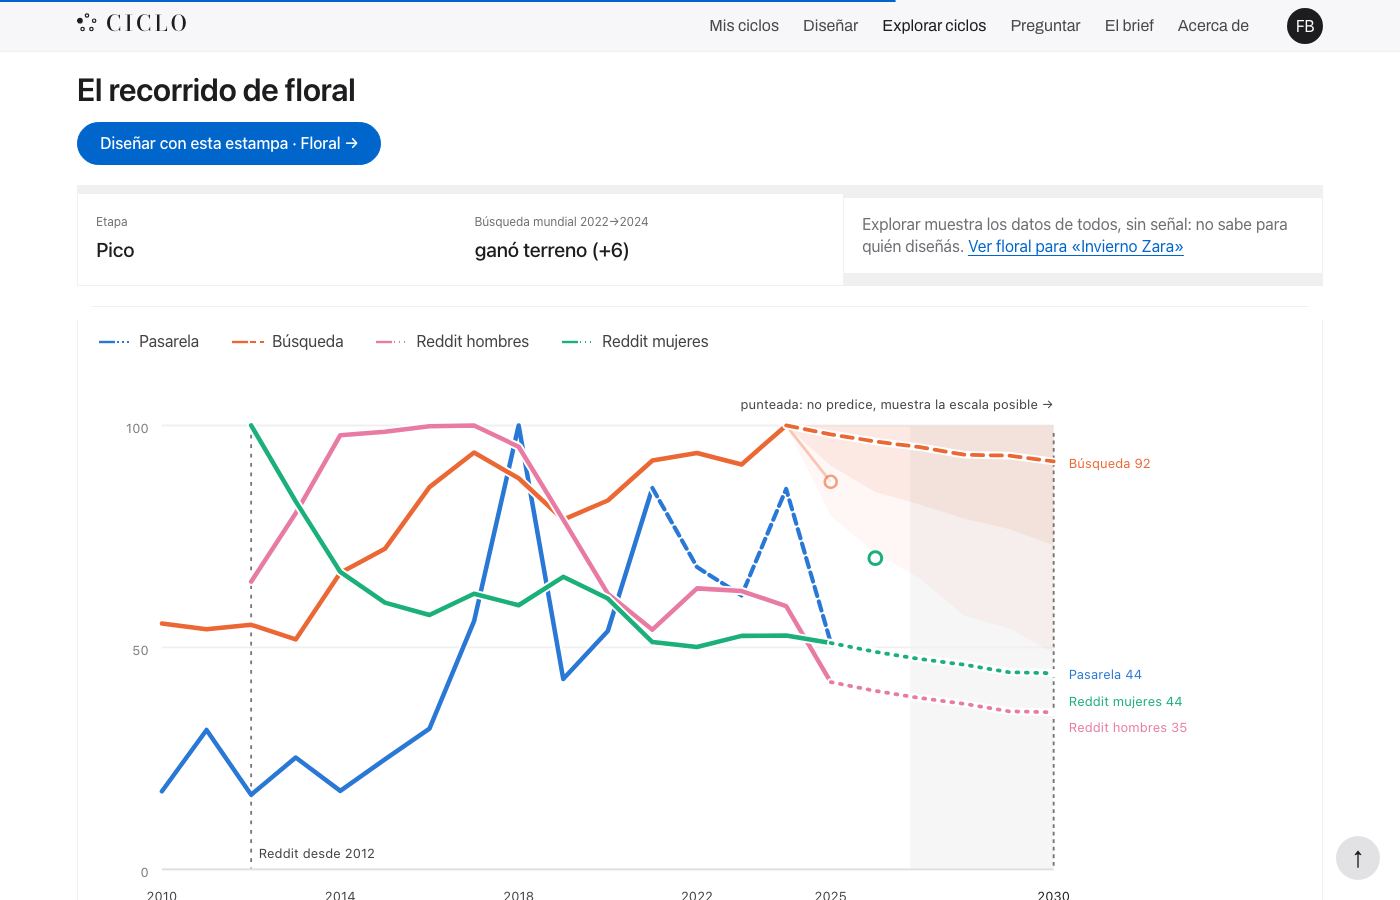 CICLO
Mis ciclos
Diseñar
Explorar ciclos
Preguntar
El brief
Acerca de
FB
El recorrido de floral
Diseñar con esta estampa · Floral →
Etapa
Pico
Búsqueda mundial 2022→2024
ganó terreno (+6)
Explorar muestra los datos de todos, sin señal: no sabe para
quién diseñás. Ver floral para «Invierno Zara»
Pasarela
Búsqueda
Reddit hombres
Reddit mujeres
punteada: no predice, muestra la escala posible →
100
50
0
Búsqueda 92
Pasarela 44
Reddit mujeres 44
Reddit hombres 35
Reddit desde 2012
2010
2014
2018
2022
2025
2030
↑